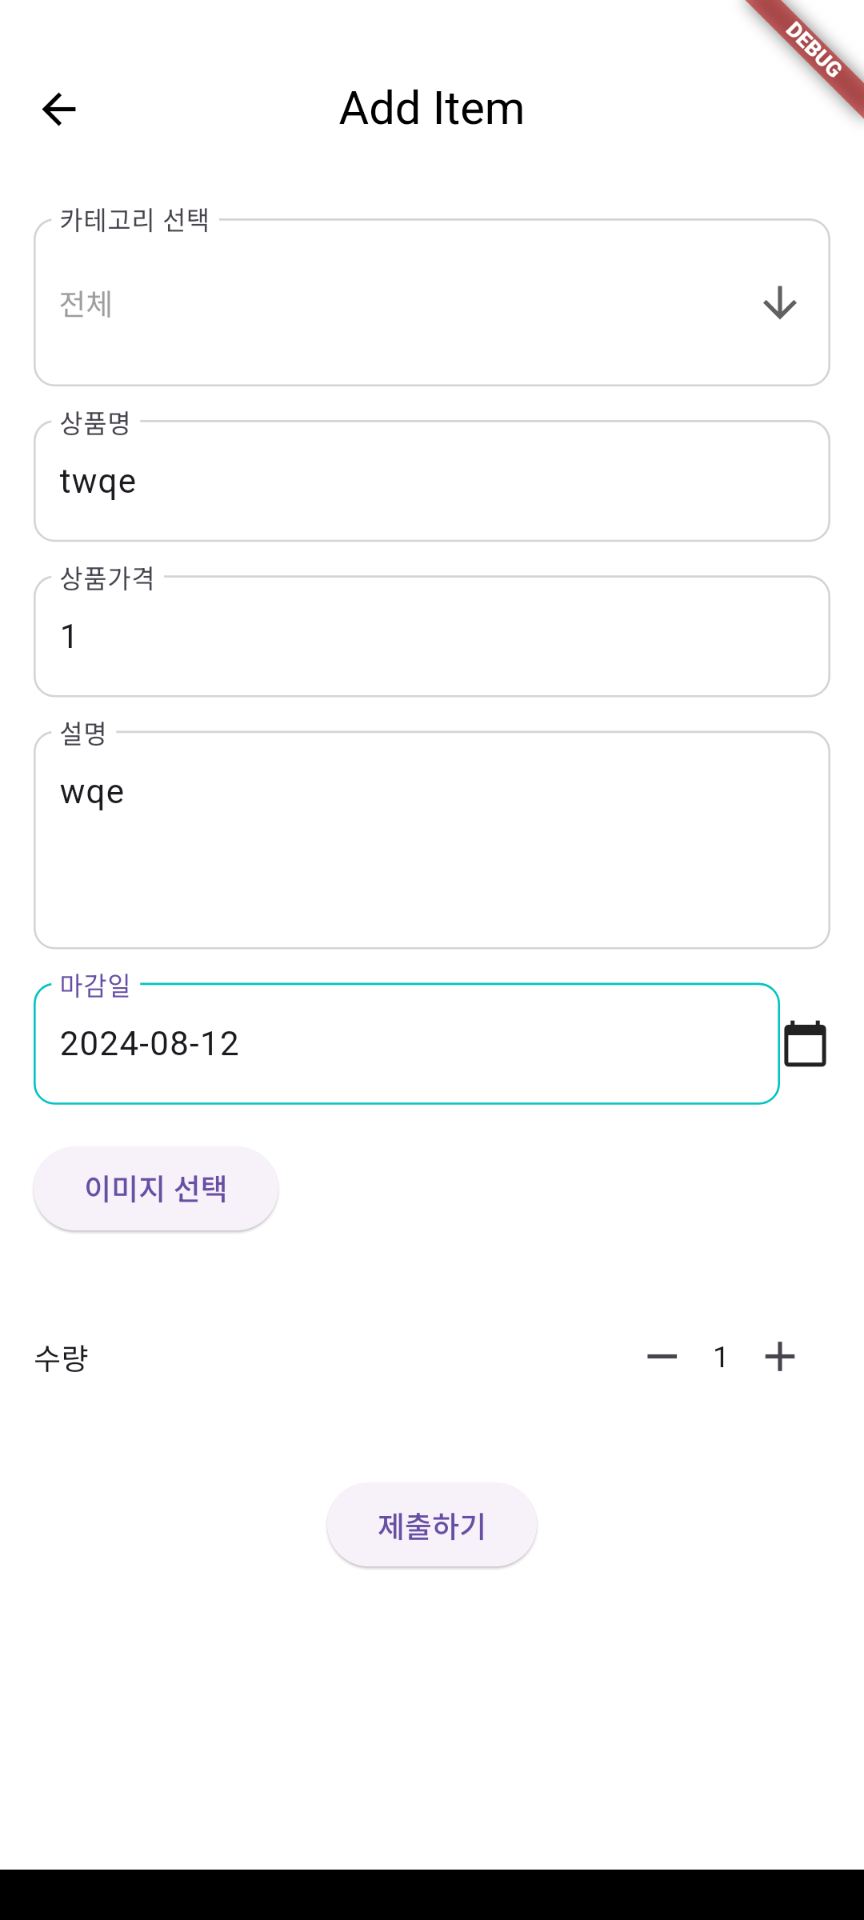 DEBUG
Add Item
카테고리 선택
전체
상품명
twqe
상품가격
1
설명
wqe
마감일
2024-08-12
이미지 선택
수량
1
제출하기